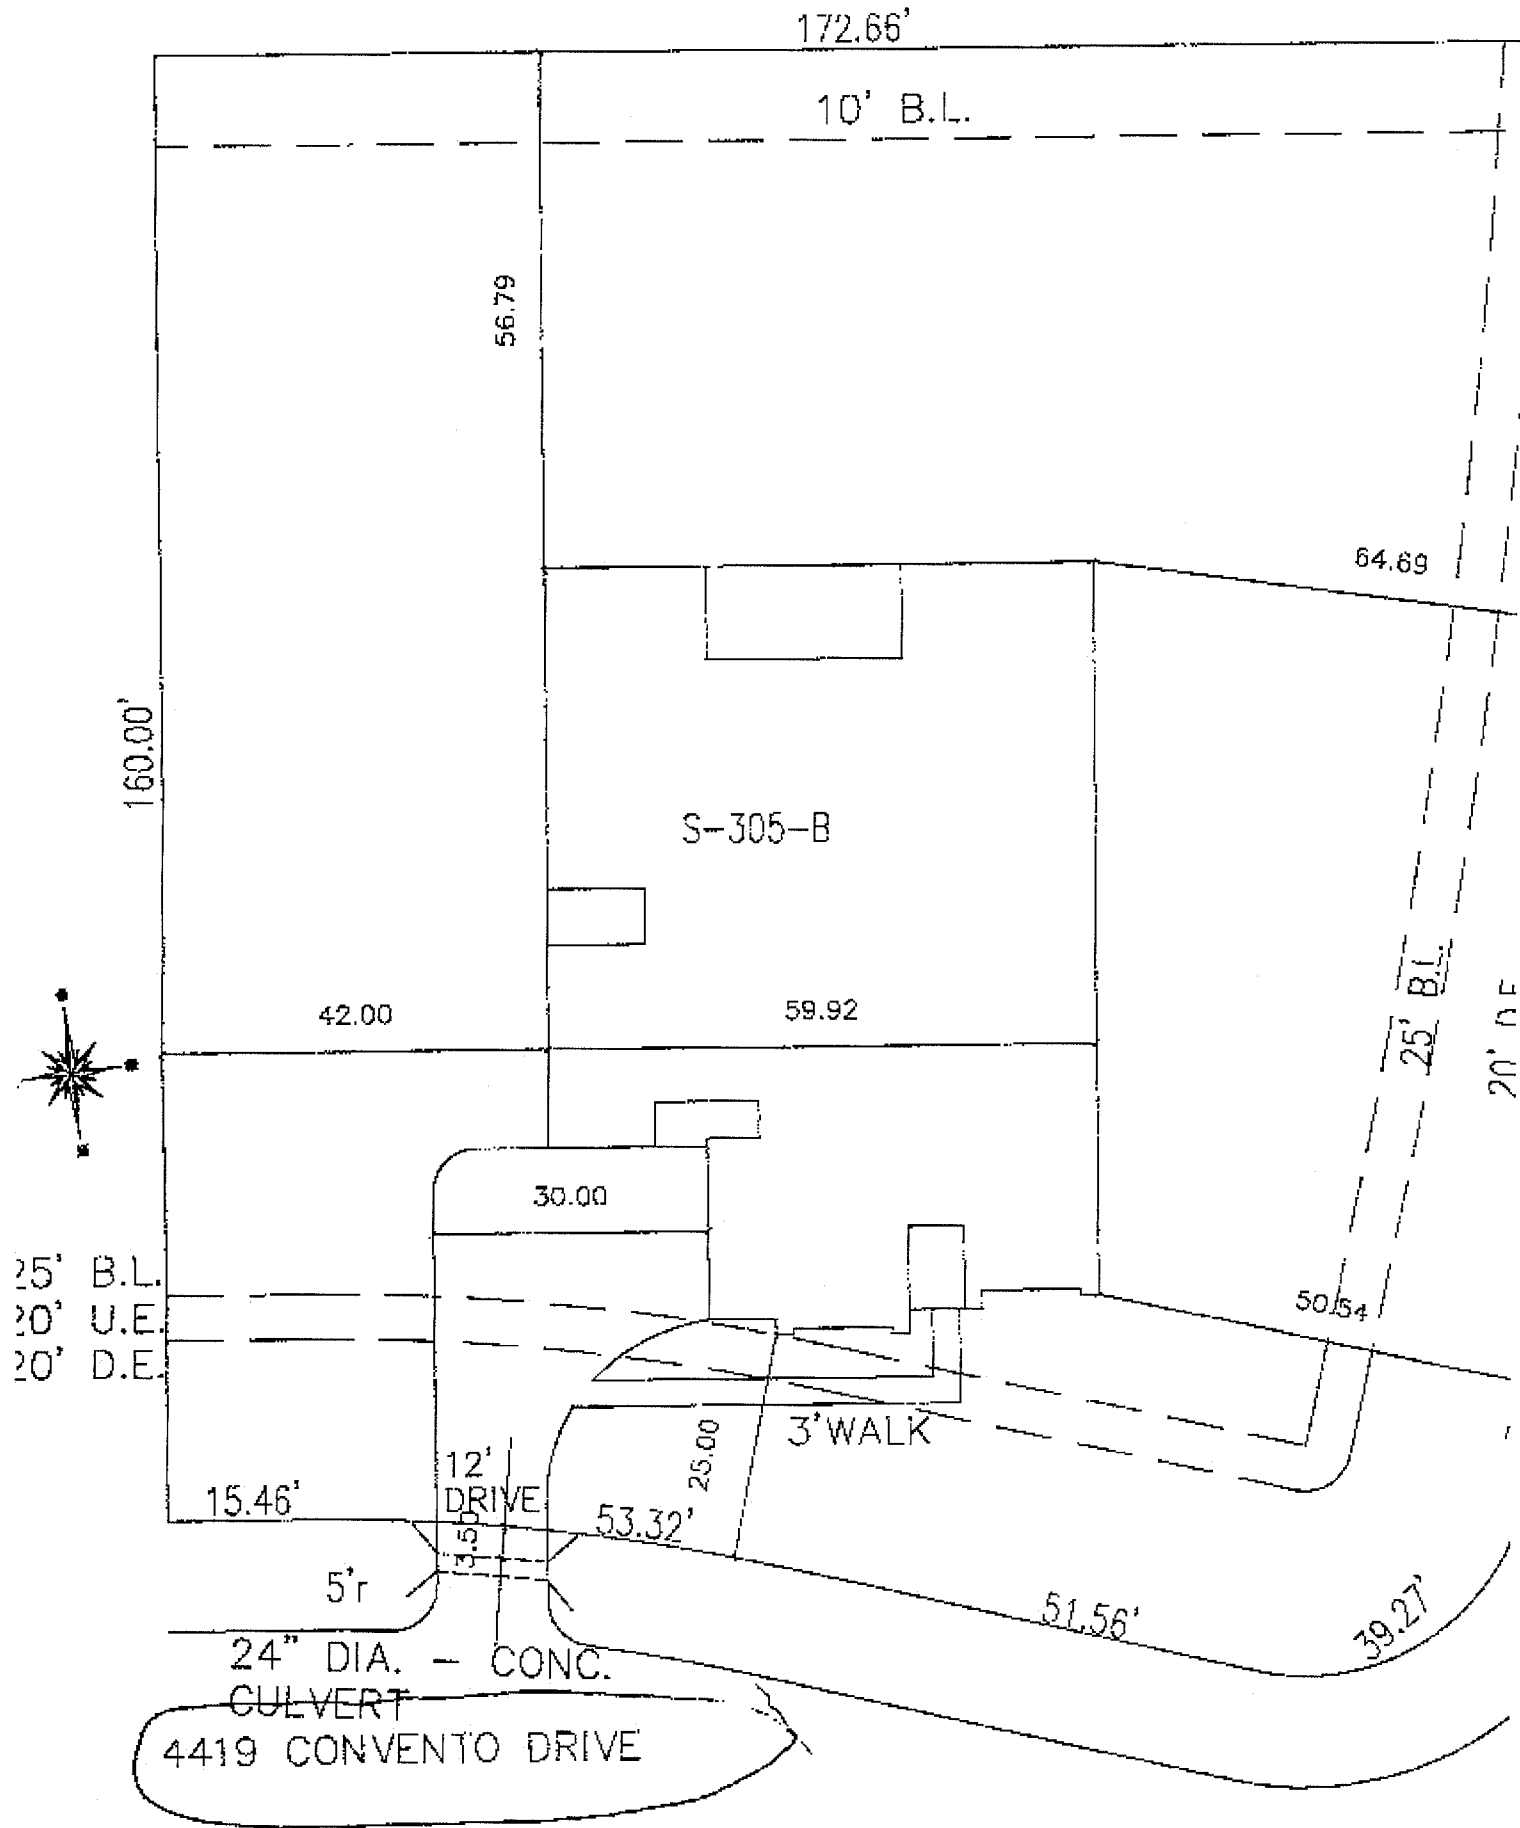 172.66'
10' B.L.
56.79
64.69
160.00'
S-305-B
42.00
59.92
25' B.L.
20'
30.00
25' B.L.
20' U.E.
20' D.E.
50.54
3'WALK
25.00
12'
DRIVE
3.50
15.46'
53.32'
5'r
51.56'
39.27'
24" DIA. - CONC.
CULVERT
4419 CONVENTO DRIVE